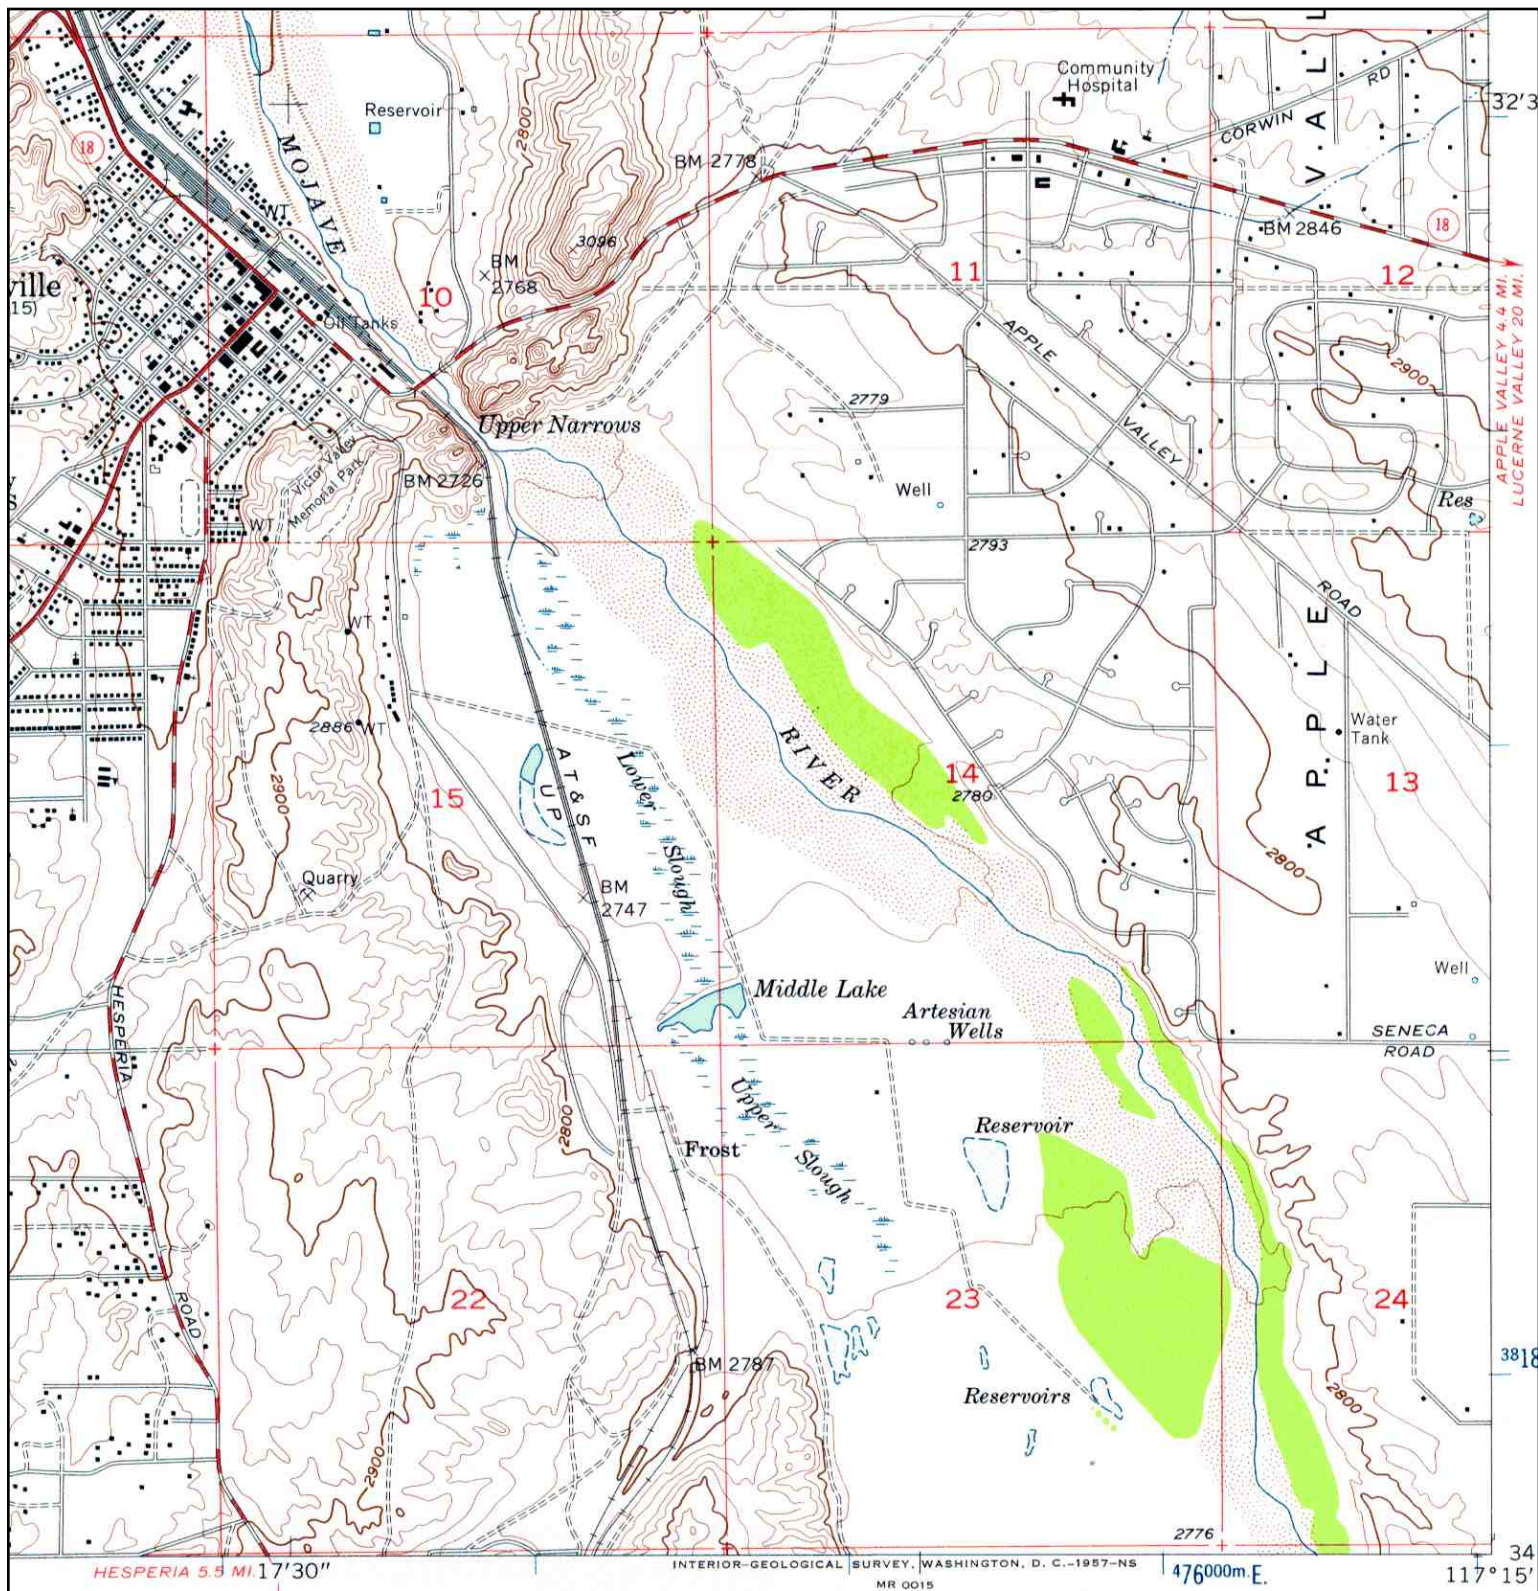 Community
Hospital
RD
CORWIN
32'3
V A L L
18
Reservoir
MOJAVE
2800
BM 2778
WT
3096
BM
2768
BM 2846
18
11
12
10
ville
15)
Oil Tanks
APPLE VALLEY 4.4 MI.
LUCERNE VALLEY 20 MI.
APPLE
VALLEY
ROAD
2900
2779
Upper Narrows
Victor Valley
Memorial Park
BM 2726
WT
Well
Res
2793
WT
2886 WT
2900
15
AT&SF
UP
Lower
Slough
RIVER
14
2780
APPLE
Water
Tank
13
2800
Quarry
BM
2747
Well
Middle Lake
Artesian
Wells
SENECA
ROAD
HESPERIA
ROAD
2800
Upper
Slough
Frost
Reservoir
22
23
24
BM 2787
3818
Reservoirs
2800
2900
2776
34
HESPERIA 5.5 MI.
17'30"
INTERIOR-GEOLOGICAL SURVEY, WASHINGTON, D. C.-1957-NS
MR 0015
476000m.E.
117°15'